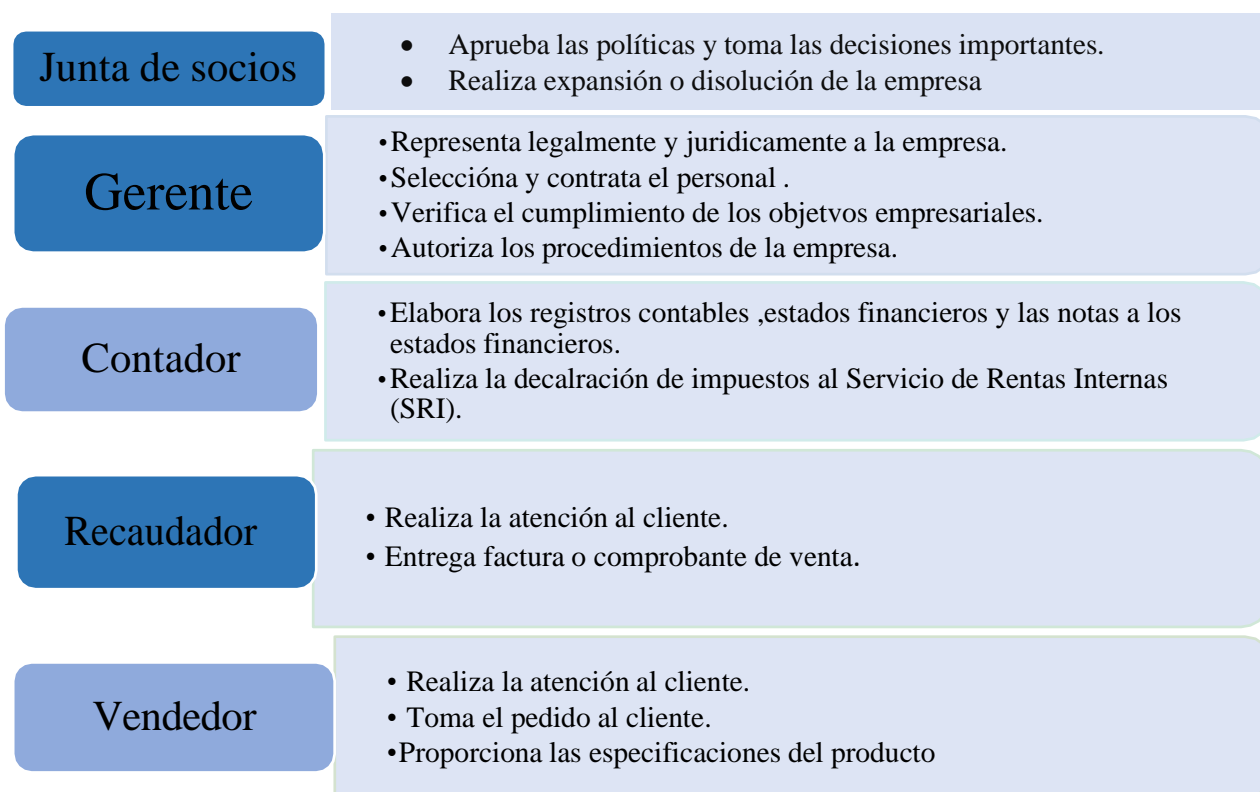 Junta de socios
• Aprueba las políticas y toma las decisiones importantes.
• Realiza expansión o disolución de la empresa
Gerente
•Representa legalmente y juridicamente a la empresa.
•Seleccióna y contrata el personal .
•Verifica el cumplimiento de los objetvos empresariales.
•Autoriza los procedimientos de la empresa.
Contador
•Elabora los registros contables ,estados financieros y las notas a los
estados financieros.
•Realiza la decalración de impuestos al Servicio de Rentas Internas
(SRI).
Recaudador
• Realiza la atención al cliente.
• Entrega factura o comprobante de venta.
Vendedor
• Realiza la atención al cliente.
• Toma el pedido al cliente.
•Proporciona las especificaciones del producto